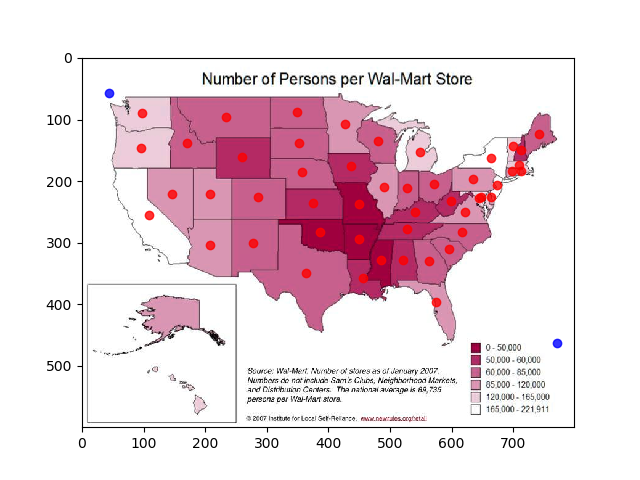 Number of Persons per Wal-Mart Store
0
100
200
300
400
500
0 - 50,000
50,000 - 60,000
60,000 - 85,000
85,000 - 120,000
120,000 - 165,000
165,000 - 221,911
Source: Wal-Mart. Number of stores as of January 2007.
Numbers do not include Sam's Clubs, Neighborhood Markets,
and Distribution Centers. The national average is 69,735
persons per Wal-Mart store.
© 2007 Institute for Local Self-Reliance. www.newrules.org/retail
0 100 200 300 400 500 600 700